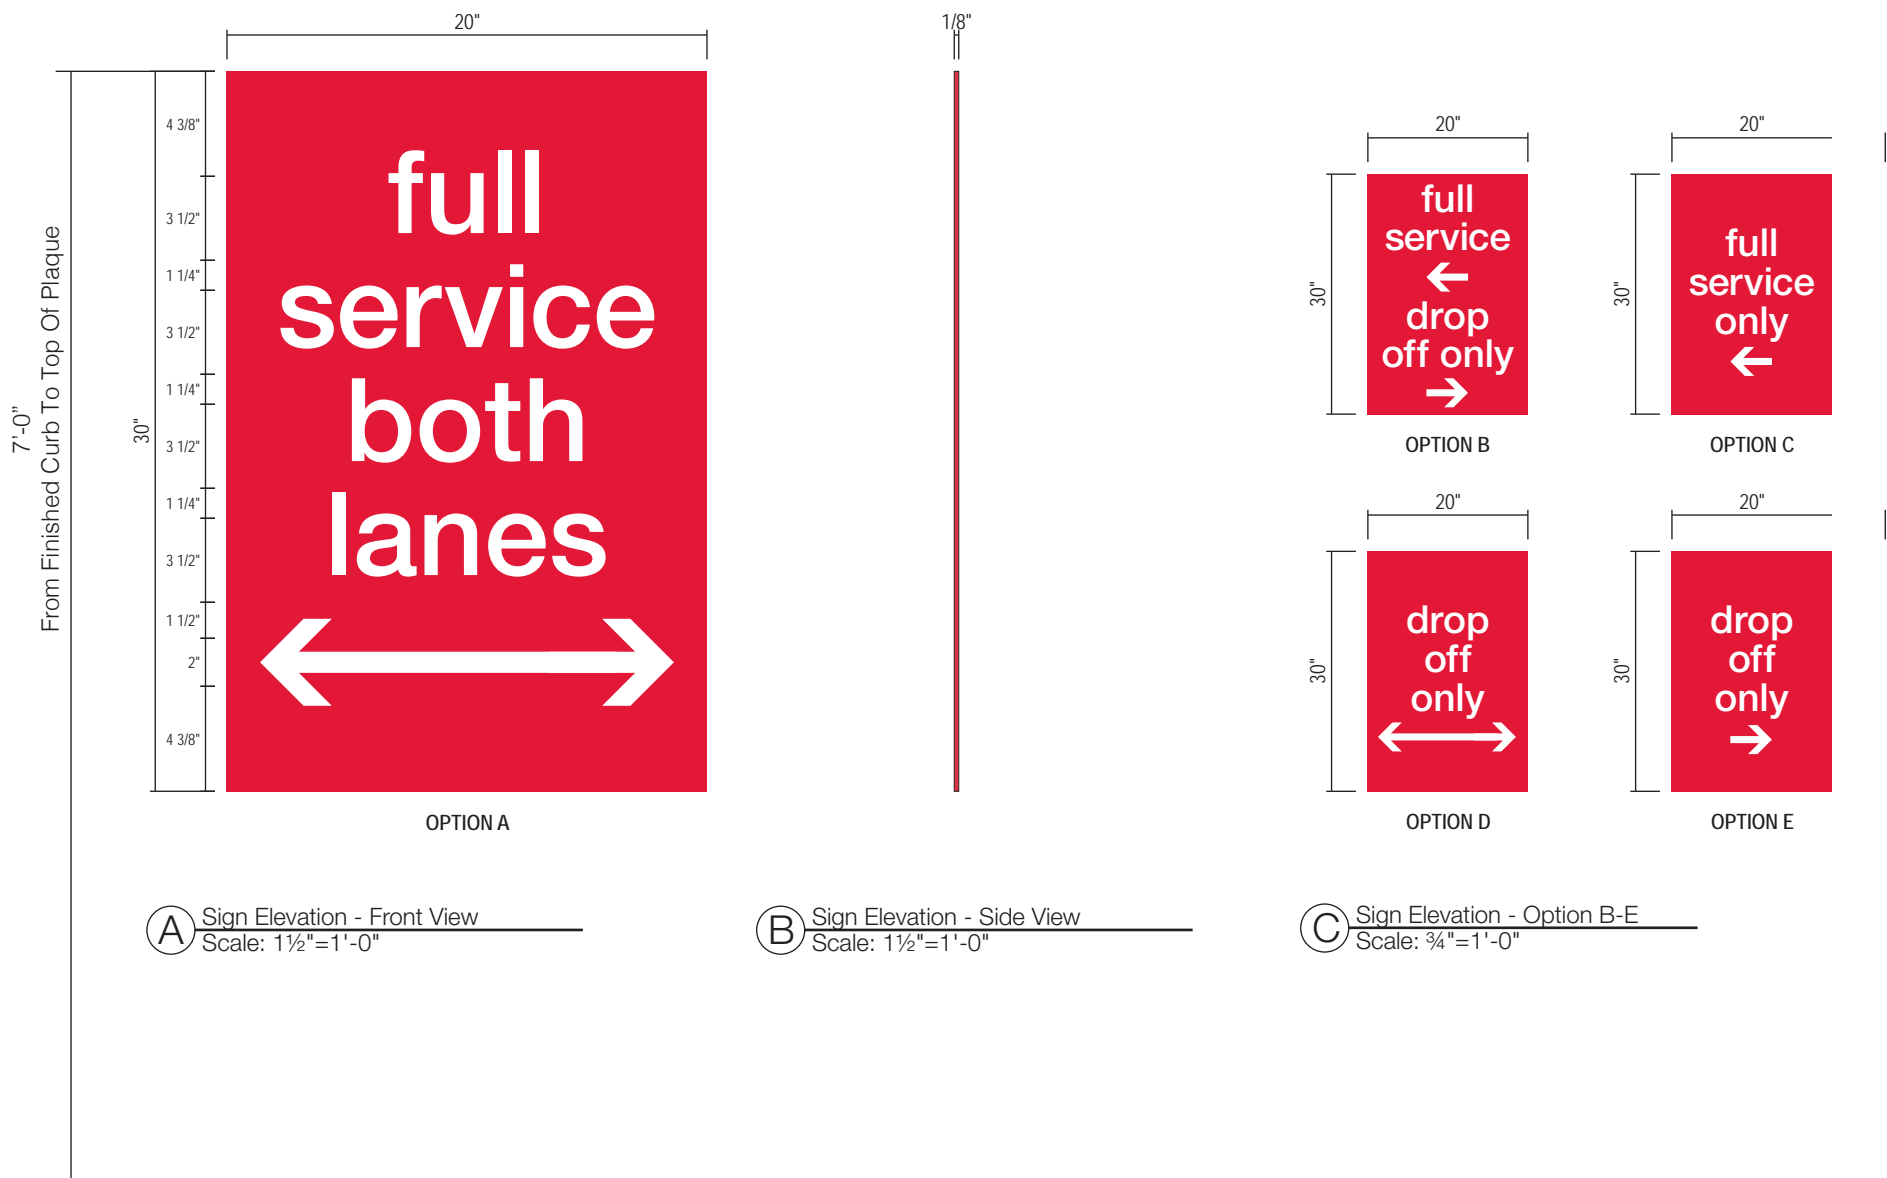 20"
1/8"
7'-0”
From Finished Curb To Top Of Plaque
30"
4 3/8"
3 1/2"
1 1/4"
3 1/2"
1 1/4"
3 1/2"
1 1/4"
3 1/2"
1 1/2"
2"
4 3/8"
full
service
both
lanes
OPTION A
20"
30"
full
service
drop
off only
OPTION B
20"
30"
full
service
only
OPTION C
20"
30"
drop
off
only
OPTION D
20"
30"
drop
off
only
OPTION E
A
Sign Elevation - Front View
Scale: 1½"=1'-0"
B
Sign Elevation - Side View
Scale: 1½"=1'-0"
C
Sign Elevation - Option B-E
Scale: ¾"=1'-0"